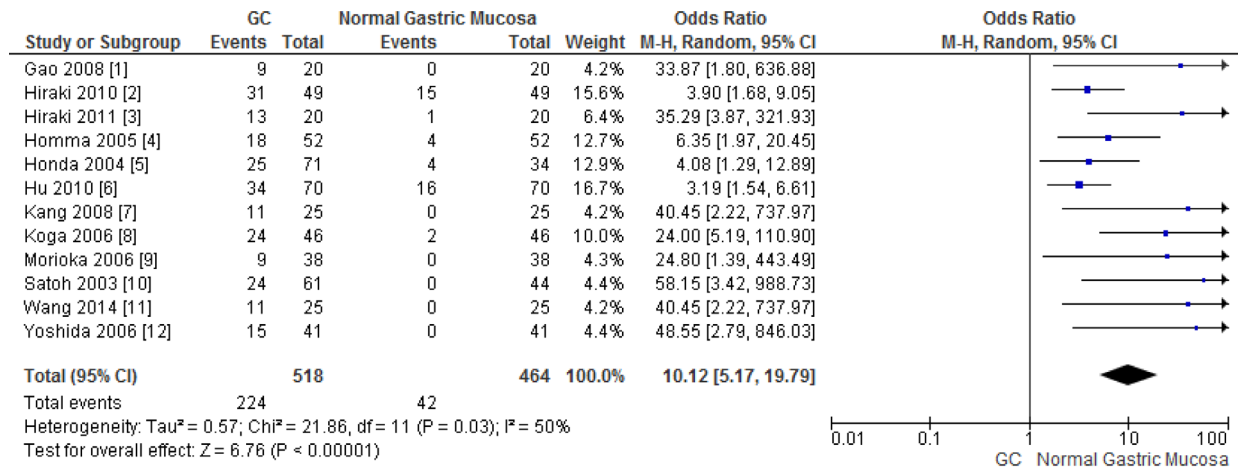 GC Normal Gastric Mucosa Odds Ratio Odds Ratio
Study or Subgroup Events Total Events Total Weight M-H, Random, 95% CI M-H, Random, 95% CI
Gao 2008 [1] 9 20 0 20 4.2% 33.87 [1.80, 636.88]
Hiraki 2010 [2] 31 49 15 49 15.6% 3.90 [1.68, 9.05]
Hiraki 2011 [3] 13 20 1 20 6.4% 35.29 [3.87, 321.93]
Homma 2005 [4] 18 52 4 52 12.7% 6.35 [1.97, 20.45]
Honda 2004 [5] 25 71 4 34 12.9% 4.08 [1.29, 12.89]
Hu 2010 [6] 34 70 16 70 16.7% 3.19 [1.54, 6.61]
Kang 2008 [7] 11 25 0 25 4.2% 40.45 [2.22, 737.97]
Koga 2006 [8] 24 46 2 46 10.0% 24.00 [5.19, 110.90]
Morioka 2006 [9] 9 38 0 38 4.3% 24.80 [1.39, 443.49]
Satoh 2003 [10] 24 61 0 44 4.4% 58.15 [3.42, 988.73]
Wang 2014 [11] 11 25 0 25 4.2% 40.45 [2.22, 737.97]
Yoshida 2006 [12] 15 41 0 41 4.4% 48.55 [2.79, 846.03]
Total (95% CI) 518 464 100.0% 10.12 [5.17, 19.79]
Total events 224 42
Heterogeneity: Tau² = 0.57; Chi² = 21.86, df = 11 (P = 0.03); I² = 50%
Test for overall effect: Z = 6.76 (P < 0.00001)
0.01 0.1 1 10 100
GC Normal Gastric Mucosa